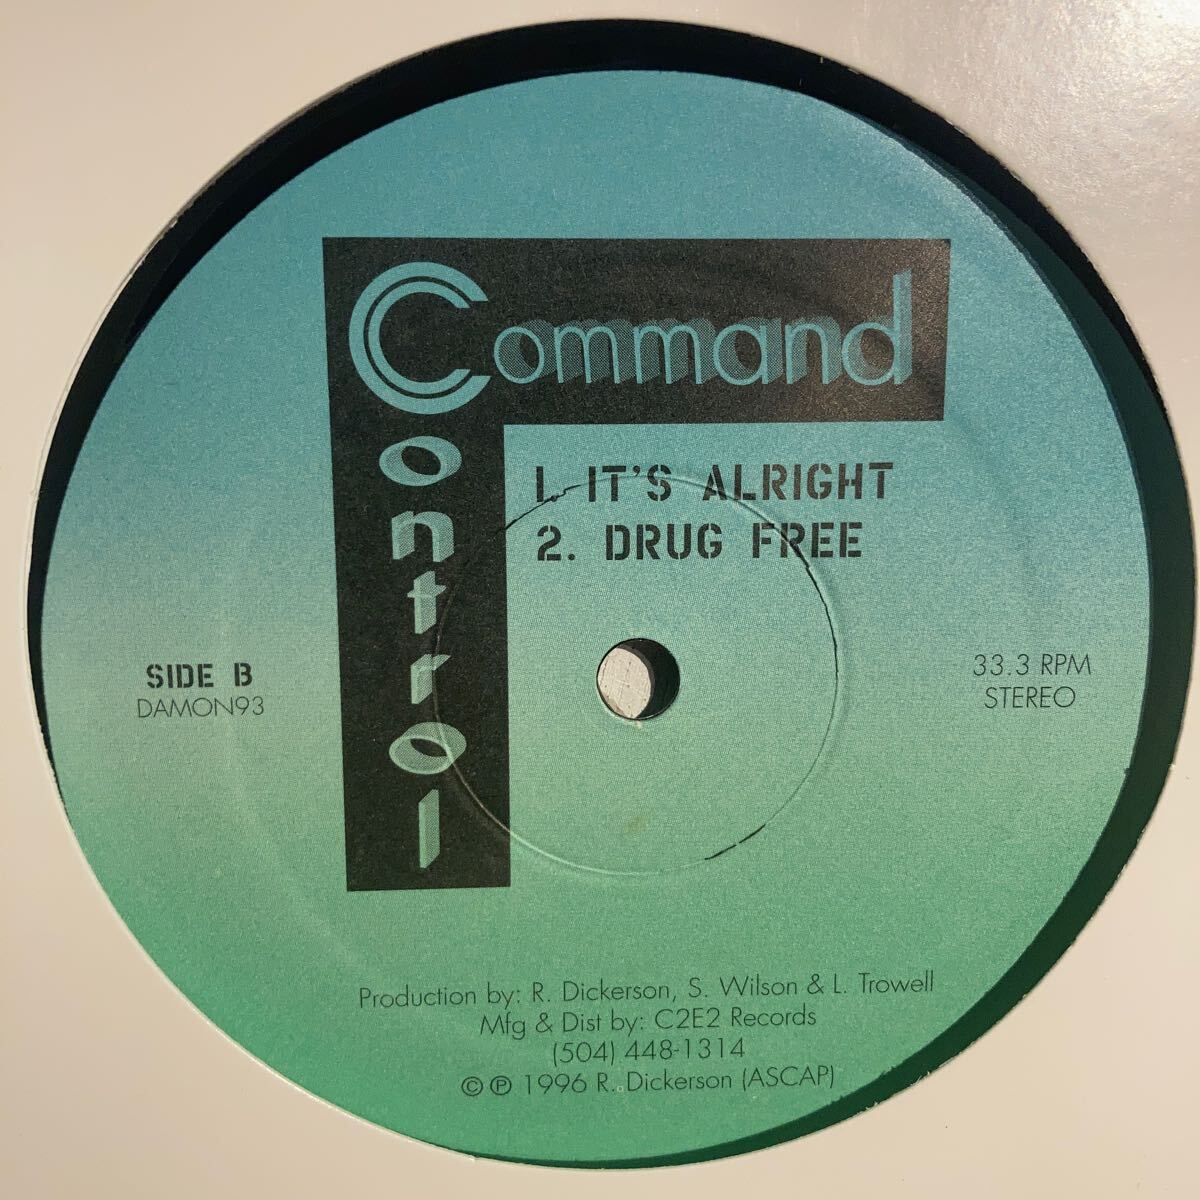 Command
Control
1. IT'S ALRIGHT
2. DRUG FREE
SIDE B
DAMON93
33.3 RPM
STEREO
Production by: R. Dickerson, S. Wilson & L. Trowell
Mfg & Dist by: C2E2 Records
(504) 448-1314
© ℗ 1996 R. Dickerson (ASCAP)